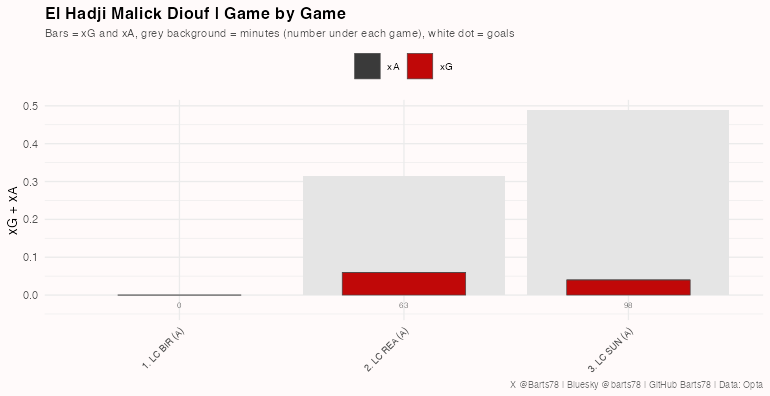 El Hadji Malick Diouf | Game by Game
Bars = xG and xA, grey background = minutes (number under each game), white dot = goals
xA xG
xG + xA
0.5
0.4
0.3
0.2
0.1
0.0
0 63 98
1. LC BIR (A) 2. LC REA (A) 3. LC SUN (A)
X @Barts78 | Bluesky @barts78 | GitHub Barts78 | Data: Opta